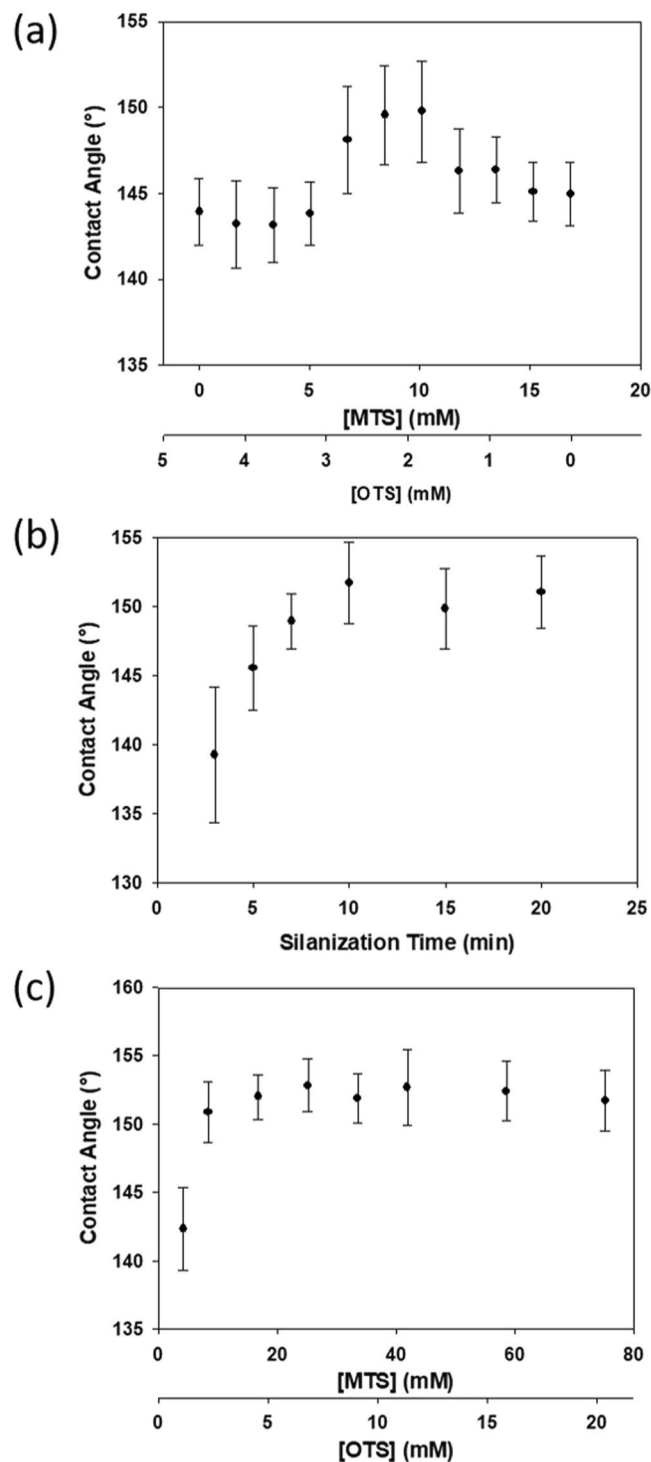 (a)
155
150
145
140
135
Contact Angle (°)
0 5 10 15 20
[MTS] (mM)
5 4 3 2 1 0
[OTS] (mM)
(b)
155
150
145
140
135
130
Contact Angle (°)
0 5 10 15 20 25
Silanization Time (min)
(c)
160
155
150
145
140
135
Contact Angle (°)
0 20 40 60 80
[MTS] (mM)
0 5 10 15 20
[OTS] (mM)